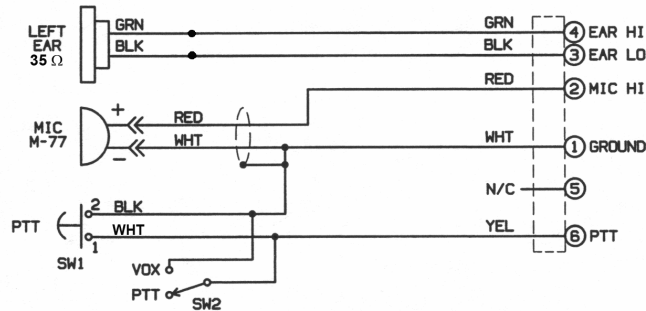 LEFT EAR 35 Ω
GRN
GRN
4 EAR HI
BLK
BLK
3 EAR LO
RED
2 MIC HI
MIC M-77
+
RED
−
WHT
WHT
1 GROUND
N/C
5
PTT
2
BLK
1
WHT
YEL
6 PTT
SW1
VOX
PTT
SW2